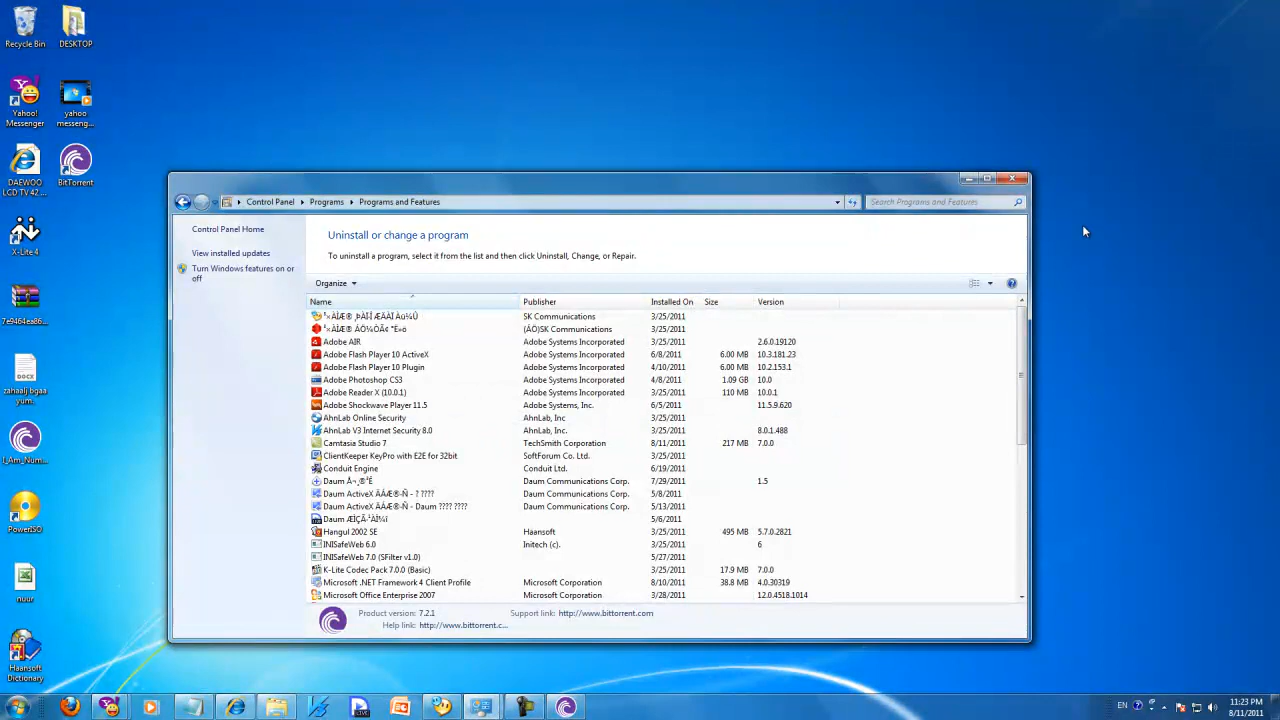 Recycle Bin
DESKTOP
Yahoo!
Messenger
yahoo
messeng...
DAEWOO
LCD TV 42 ...
BitTorrent
X-Lite 4
7e9464ea86...
zahaalj bgaa
yum.
I_Am_Num...
PowerISO
nuur
Haansoft
Dictionary
Control Panel Programs Programs and Features
Search Programs and Features
Control Panel Home
View installed updates
Turn Windows features on or
off
Uninstall or change a program
To uninstall a program, select it from the list and then click Uninstall, Change, or Repair.
Organize
Name Publisher Installed On Size Version
SK Communications 3/25/2011
(ÁÖ)SK Communications 3/25/2011
Adobe AIR Adobe Systems Incorporated 3/25/2011 2.6.0.19120
Adobe Flash Player 10 ActiveX Adobe Systems Incorporated 6/8/2011 6.00 MB 10.3.181.23
Adobe Flash Player 10 Plugin Adobe Systems Incorporated 4/10/2011 6.00 MB 10.2.153.1
Adobe Photoshop CS3 Adobe Systems Incorporated 4/8/2011 1.09 GB 10.0
Adobe Reader X (10.0.1) Adobe Systems Incorporated 3/25/2011 110 MB 10.0.1
Adobe Shockwave Player 11.5 Adobe Systems, Inc. 6/5/2011 11.5.9.620
AhnLab Online Security AhnLab, Inc 3/25/2011
AhnLab V3 Internet Security 8.0 AhnLab, Inc. 3/25/2011 8.0.1.488
Camtasia Studio 7 TechSmith Corporation 8/11/2011 217 MB 7.0.0
ClientKeeper KeyPro with E2E for 32bit SoftForum Co. Ltd. 3/25/2011
Conduit Engine Conduit Ltd. 6/19/2011
Daum Daum Communications Corp. 7/29/2011 1.5
Daum ActiveX - ? ???? Daum Communications Corp. 5/8/2011
Daum ActiveX - Daum ???? ???? Daum Communications Corp. 5/13/2011
Daum 5/6/2011
Hangul 2002 SE Haansoft 3/25/2011 495 MB 5.7.0.2821
INISafeWeb 6.0 Initech (c). 3/25/2011 6
INISafeWeb 7.0 (SFilter v1.0) 5/27/2011
K-Lite Codec Pack 7.0.0 (Basic) 3/25/2011 17.9 MB 7.0.0
Microsoft .NET Framework 4 Client Profile Microsoft Corporation 8/10/2011 38.8 MB 4.0.30319
Microsoft Office Enterprise 2007 Microsoft Corporation 3/28/2011 12.0.4518.1014
Product version: 7.2.1 Support link: http://www.bittorrent.com
Help link: http://www.bittorrent.c...
EN
11:23 PM
8/11/2011